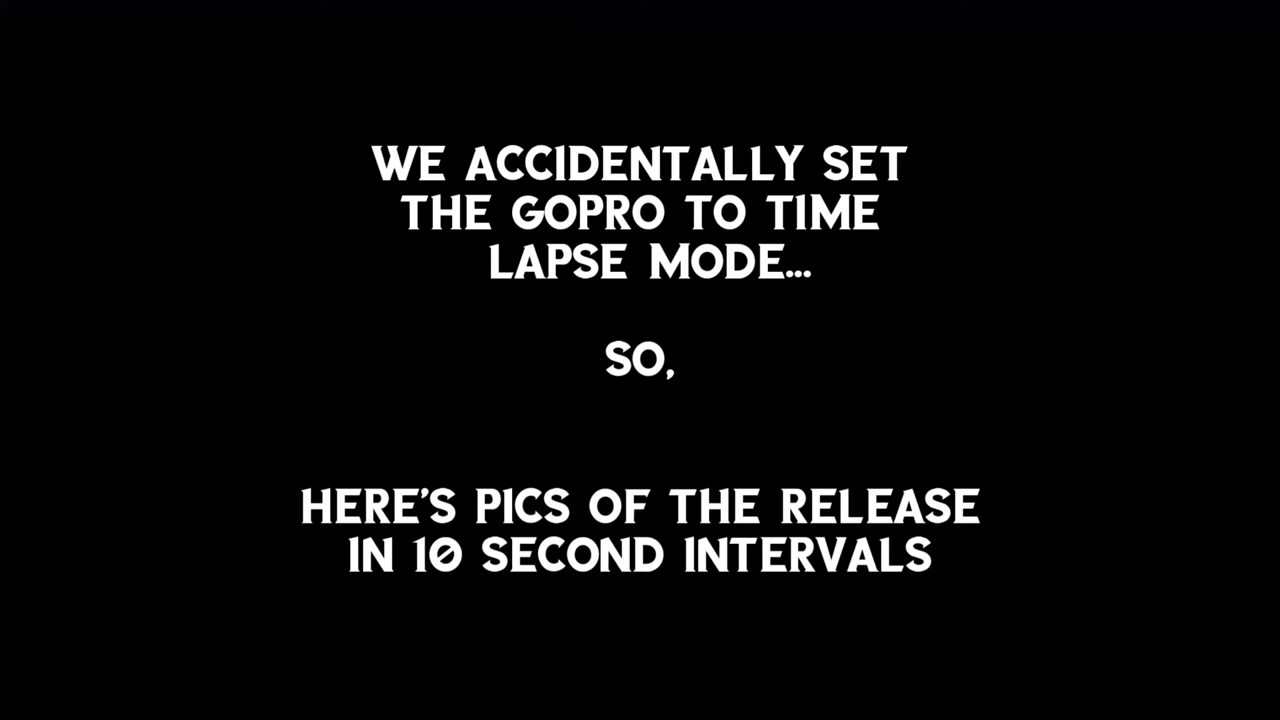 WE ACCIDENTALLY SET
THE GOPRO TO TIME
LAPSE MODE...
SO,
HERE'S PICS OF THE RELEASE
IN 10 SECOND INTERVALS